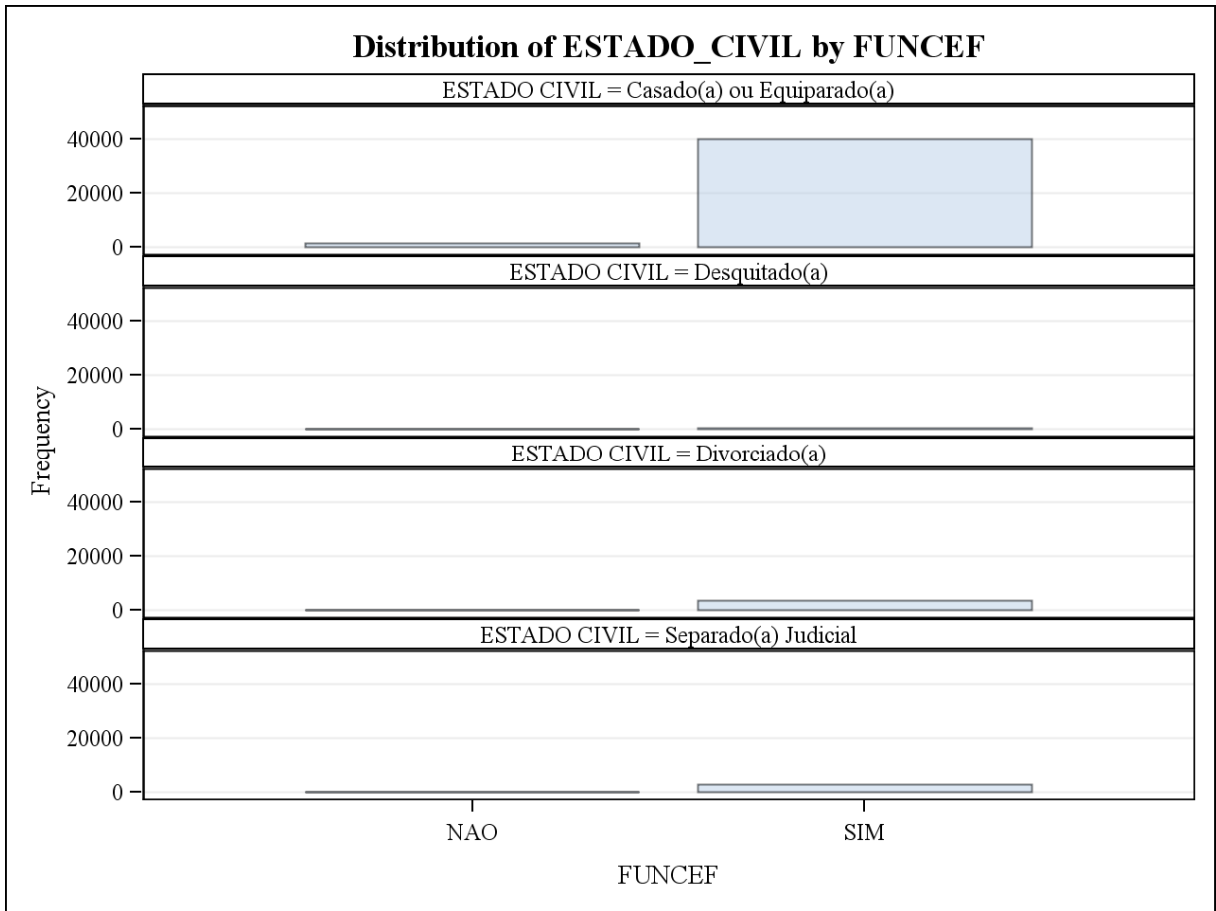 Distribution of ESTADO_CIVIL by FUNCEF
ESTADO CIVIL = Casado(a) ou Equiparado(a)
40000
20000
0
ESTADO CIVIL = Desquitado(a)
40000
20000
0
ESTADO CIVIL = Divorciado(a)
40000
20000
0
ESTADO CIVIL = Separado(a) Judicial
40000
20000
0
Frequency
NAO SIM
FUNCEF